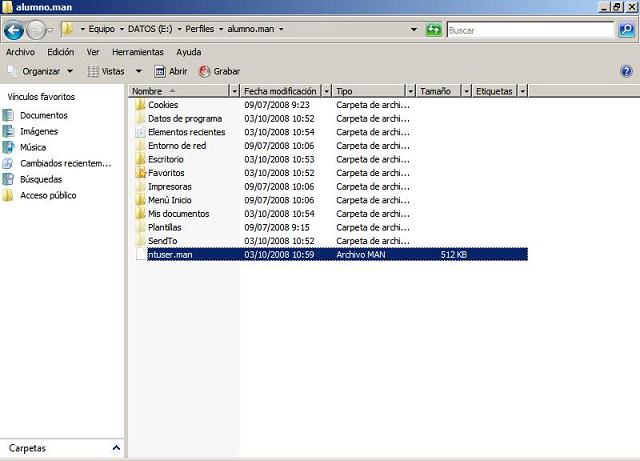 alumno.man
Equipo DATOS (E:) Perfiles alumno.man
Buscar
Archivo Edición Ver Herramientas Ayuda
Organizar Vistas Abrir Grabar
Vínculos favoritos
Documentos
Imágenes
Música
Cambiados recientem...
Búsquedas
Acceso público
Carpetas
Nombre Fecha modificación Tipo Tamaño Etiquetas
Cookies 09/07/2008 9:23 Carpeta de archi...
Datos de programa 03/10/2008 10:52 Carpeta de archi...
Elementos recientes 03/10/2008 10:54 Carpeta de archi...
Entorno de red 09/07/2008 10:06 Carpeta de archi...
Escritorio 03/10/2008 10:53 Carpeta de archi...
Favoritos 03/10/2008 10:52 Carpeta de archi...
Impresoras 09/07/2008 10:06 Carpeta de archi...
Menú Inicio 09/07/2008 10:06 Carpeta de archi...
Mis documentos 03/10/2008 10:54 Carpeta de archi...
Plantillas 09/07/2008 9:15 Carpeta de archi...
SendTo 03/10/2008 10:52 Carpeta de archi...
ntuser.man 03/10/2008 10:59 Archivo MAN 512 KB